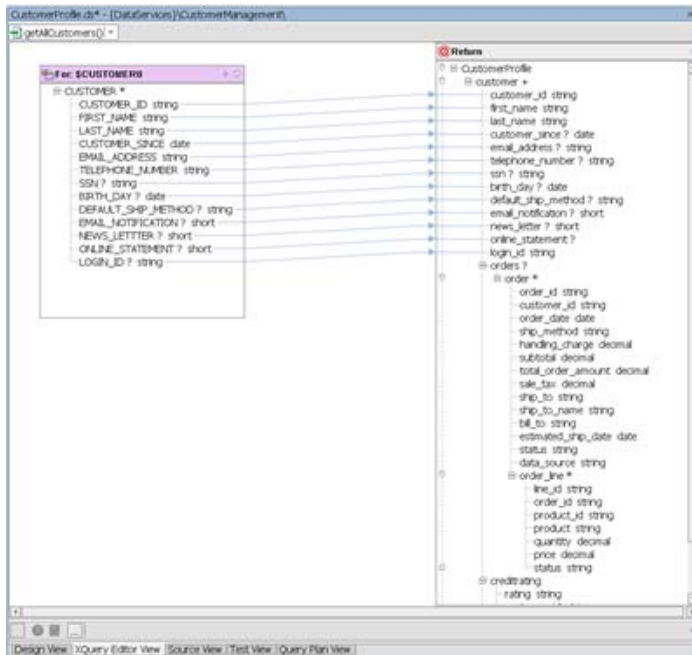 CustomerProfile.ds* - {DataServices}\CustomerManagement\
getAllCustomers()
For: $CUSTOMER0
CUSTOMER *
CUSTOMER_ID string
FIRST_NAME string
LAST_NAME string
CUSTOMER_SINCE date
EMAIL_ADDRESS string
TELEPHONE_NUMBER string
SSN ? string
BIRTH_DAY ? date
DEFAULT_SHIP_METHOD ? string
EMAIL_NOTIFICATION ? short
NEWS_LETTTER ? short
ONLINE_STATEMENT ? short
LOGIN_ID ? string
Return
CustomerProfile
customer +
customer_id string
first_name string
last_name string
customer_since ? date
email_address ? string
telephone_number ? string
ssn ? string
birth_day ? date
default_ship_method ? string
email_notification ? short
news_letter ? short
online_statement ?
login_id string
orders ?
order *
order_id string
customer_id string
order_date date
ship_method string
handling_charge decimal
subtotal decimal
total_order_amount decimal
sale_tax decimal
ship_to string
ship_to_name string
bill_to string
estimated_ship_date date
status string
data_source string
order_line *
line_id string
order_id string
product_id string
product string
quantity decimal
price decimal
status string
creditrating
rating string
Design View XQuery Editor View Source View Test View Query Plan View